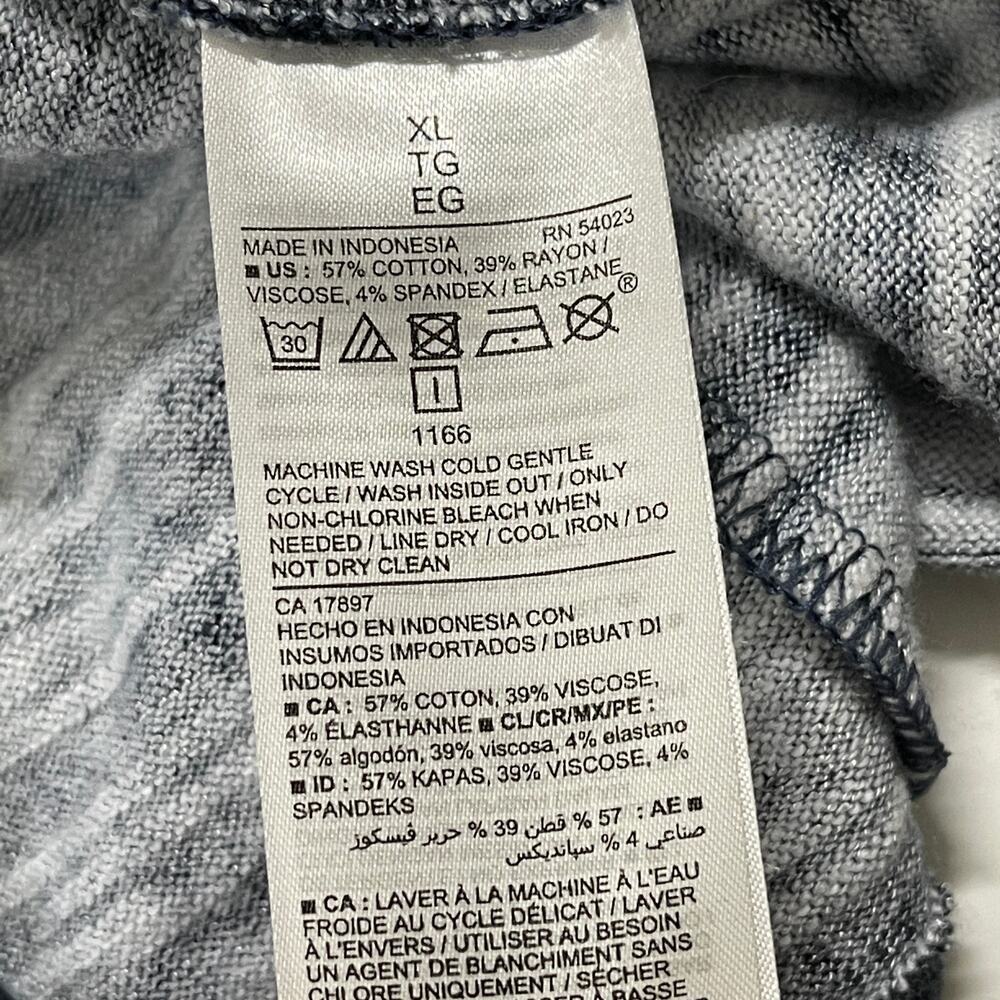 XL
TG
EG
RN 54023
MADE IN INDONESIA
US : 57% COTTON, 39% RAYON /
VISCOSE, 4% SPANDEX / ELASTANE
®
30
1166
MACHINE WASH COLD GENTLE
CYCLE / WASH INSIDE OUT / ONLY
NON-CHLORINE BLEACH WHEN
NEEDED / LINE DRY / COOL IRON / DO
NOT DRY CLEAN
CA 17897
HECHO EN INDONESIA CON
INSUMOS IMPORTADOS / DIBUAT DI
INDONESIA
CA : 57% COTON, 39% VISCOSE,
4% ÉLASTHANNE CL/CR/MX/PE :
57% algodón, 39% viscosa, 4% elastano
ID : 57% KAPAS, 39% VISCOSE, 4%
SPANDEKS
AE : 57 % قطن 39 % حرير فيسكوز
صناعي 4 % سباندیکس
CA : LAVER À LA MACHINE À L'EAU
FROIDE AU CYCLE DÉLICAT / LAVER
À L'ENVERS / UTILISER AU BESOIN
UN AGENT DE BLANCHIMENT SANS
CHLORE UNIQUEMENT / SÉCHER
À BASSE